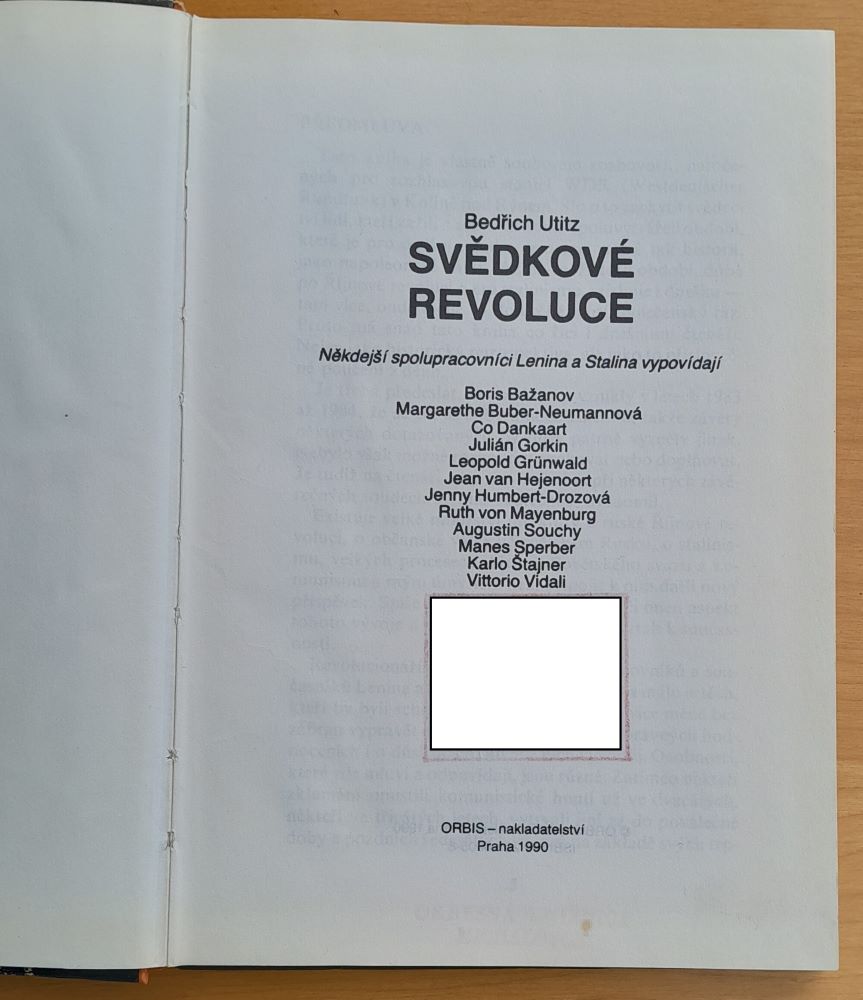 Bedřich Utitz
SVĚDKOVÉ
REVOLUCE
Někdejší spolupracovníci Lenina a Stalina vypovídají
Boris Bažanov
Margarethe Buber-Neumannová
Co Dankaart
Julián Gorkin
Leopold Grünwald
Jean van Hejenoort
Jenny Humbert-Drozová
Ruth von Mayenburg
Augustin Souchy
Manes Sperber
Karlo Štajner
Vittorio Vidali
ORBIS – nakladatelství
Praha 1990